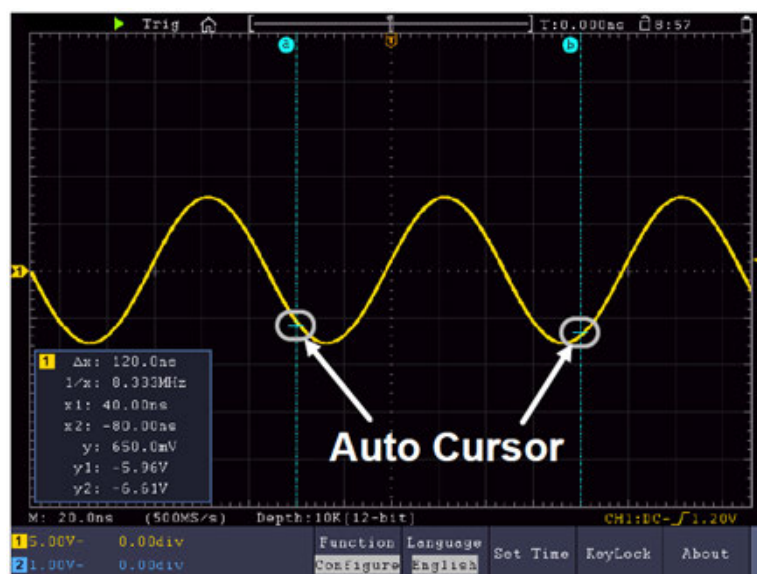 Trig T:0.000ns 8:57
a b
T
1
1 Δx: 120.0ns
1/x: 8.333MHz
x1: 40.00ns
x2: -80.00ns
y: 650.0mV
y1: -5.96V
y2: -6.61V
Auto Cursor
M: 20.0ns (500MS/s) Depth:10K[12-bit] CH1:DC- 1.20V
1 5.00V- 0.00div
2 1.00V- 0.00div
Function Language
Configure English
Set Time KeyLock About